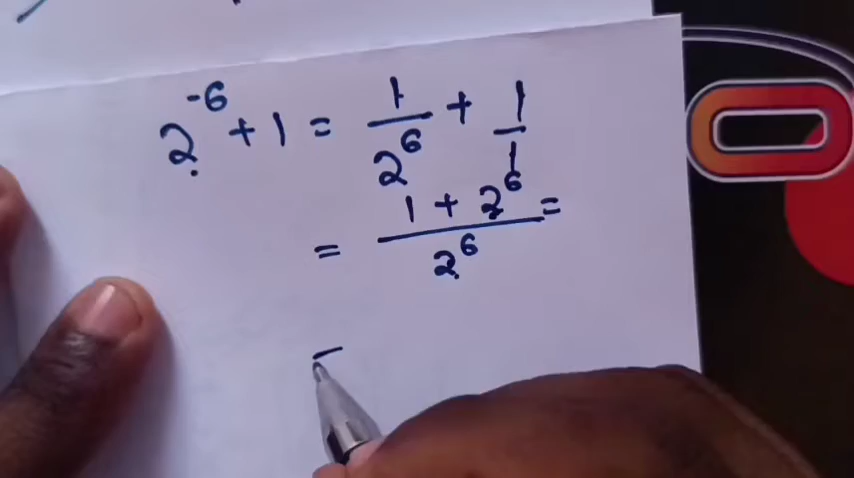 2^-6 + 1 = 1/2^6 + 1/1
= (1 + 2^6)/2^6 =